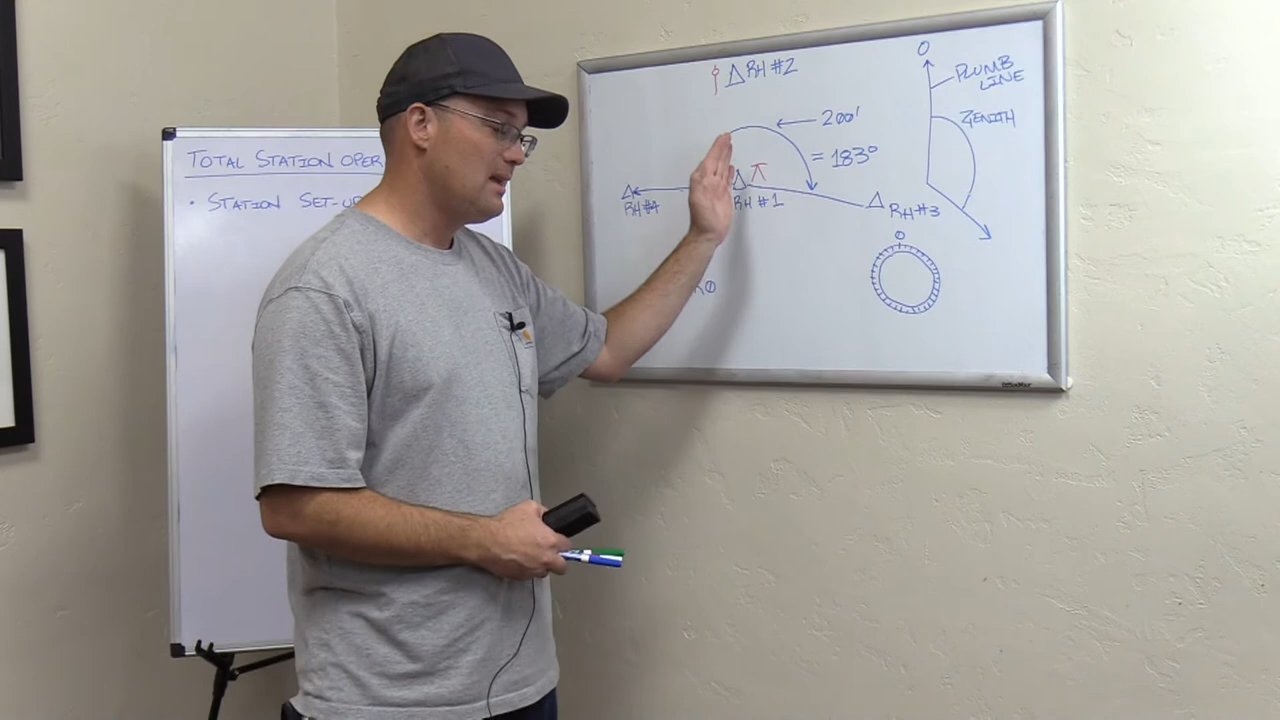 TOTAL STATION OPER
• STATION SET-UP
RH #2
200'
= 183°
RH #4
RH #1
RH #3
0
PLUMB
LINE
ZENITH
0